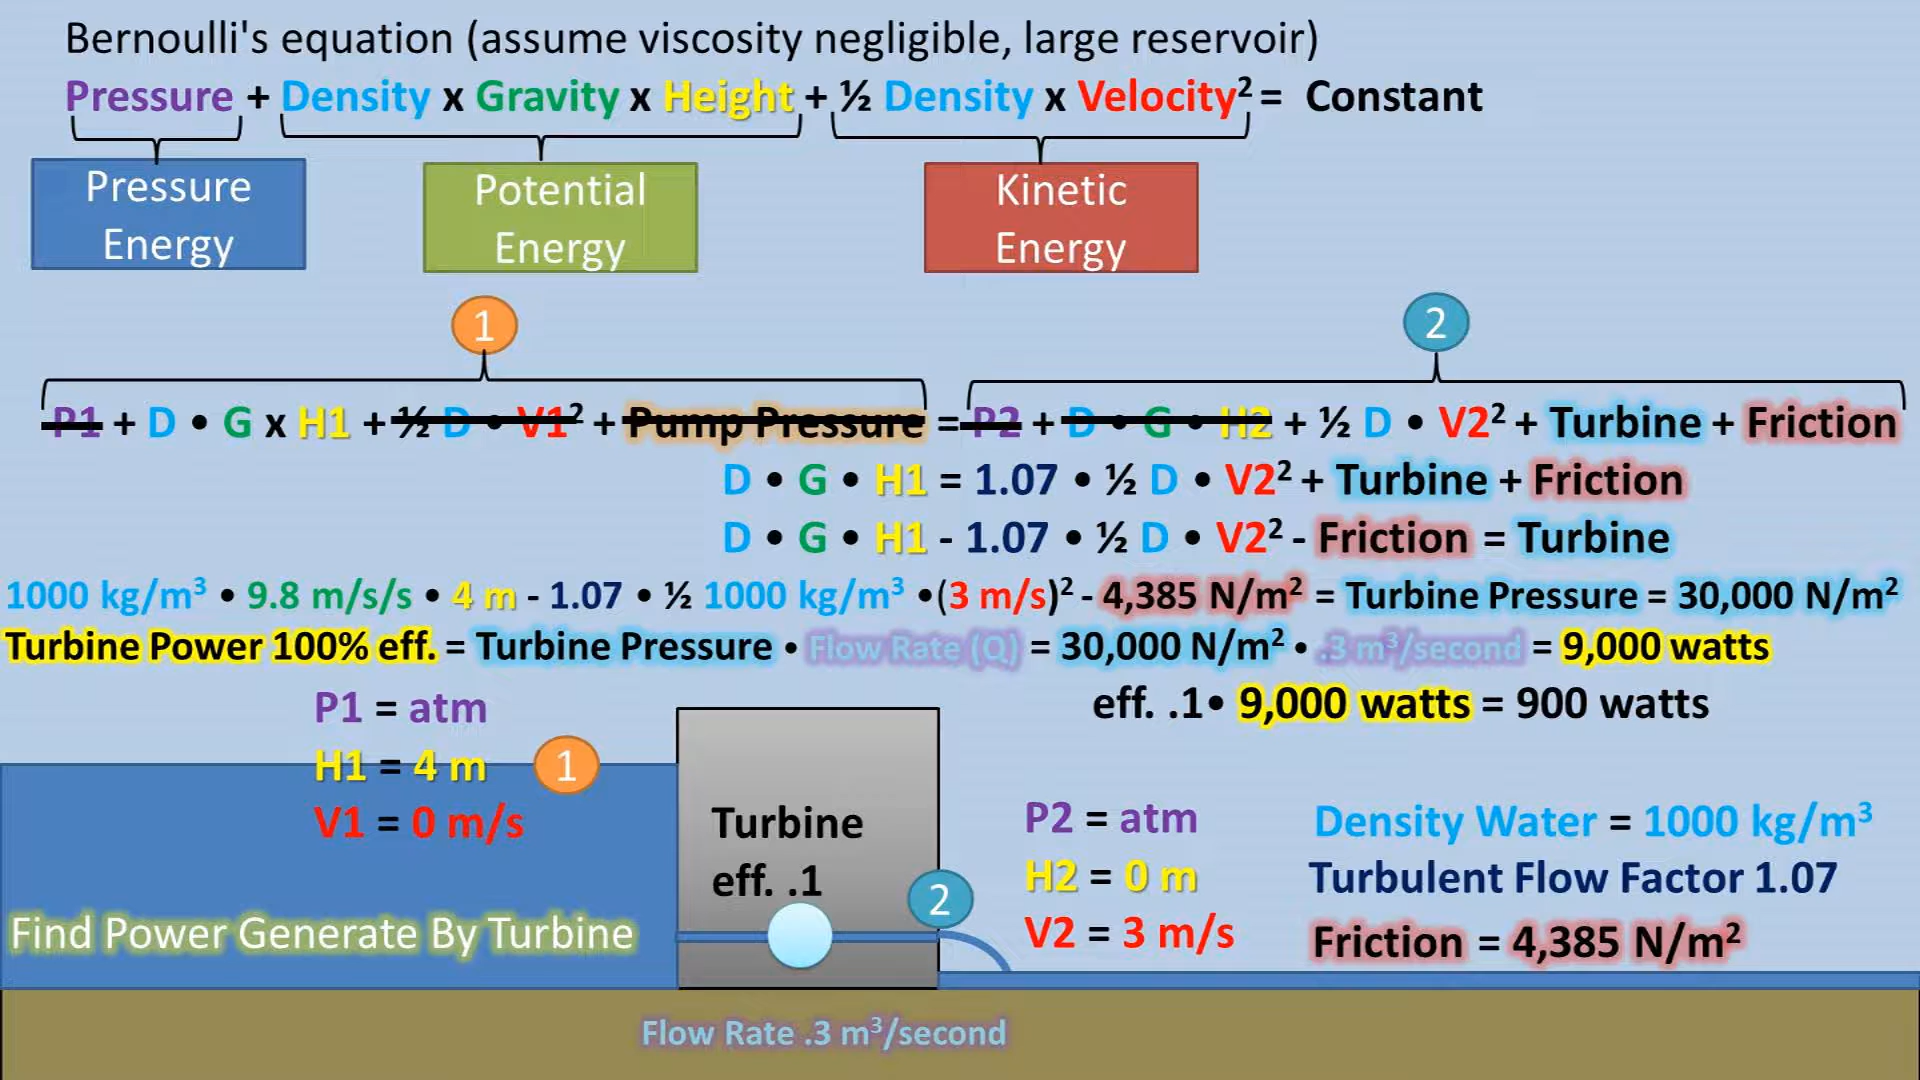 Bernoulli's equation (assume viscosity negligible, large reservoir)
Pressure + Density x Gravity x Height + ½ Density x Velocity² = Constant
Pressure Energy
Potential Energy
Kinetic Energy
1
2
P1 + D • G x H1 + ½ D • V1² + Pump Pressure = P2 + D • G • H2 + ½ D • V2² + Turbine + Friction
D • G • H1 = 1.07 • ½ D • V2² + Turbine + Friction
D • G • H1 - 1.07 • ½ D • V2² - Friction = Turbine
1000 kg/m³ • 9.8 m/s/s • 4 m - 1.07 • ½ 1000 kg/m³ •(3 m/s)² - 4,385 N/m² = Turbine Pressure = 30,000 N/m²
Turbine Power 100% eff. = Turbine Pressure • Flow Rate (Q) = 30,000 N/m² • .3 m³/second = 9,000 watts
eff. .1• 9,000 watts = 900 watts
P1 = atm
H1 = 4 m
V1 = 0 m/s
1
Turbine
eff. .1
2
P2 = atm
H2 = 0 m
V2 = 3 m/s
Density Water = 1000 kg/m³
Turbulent Flow Factor 1.07
Friction = 4,385 N/m²
Find Power Generate By Turbine
Flow Rate .3 m³/second